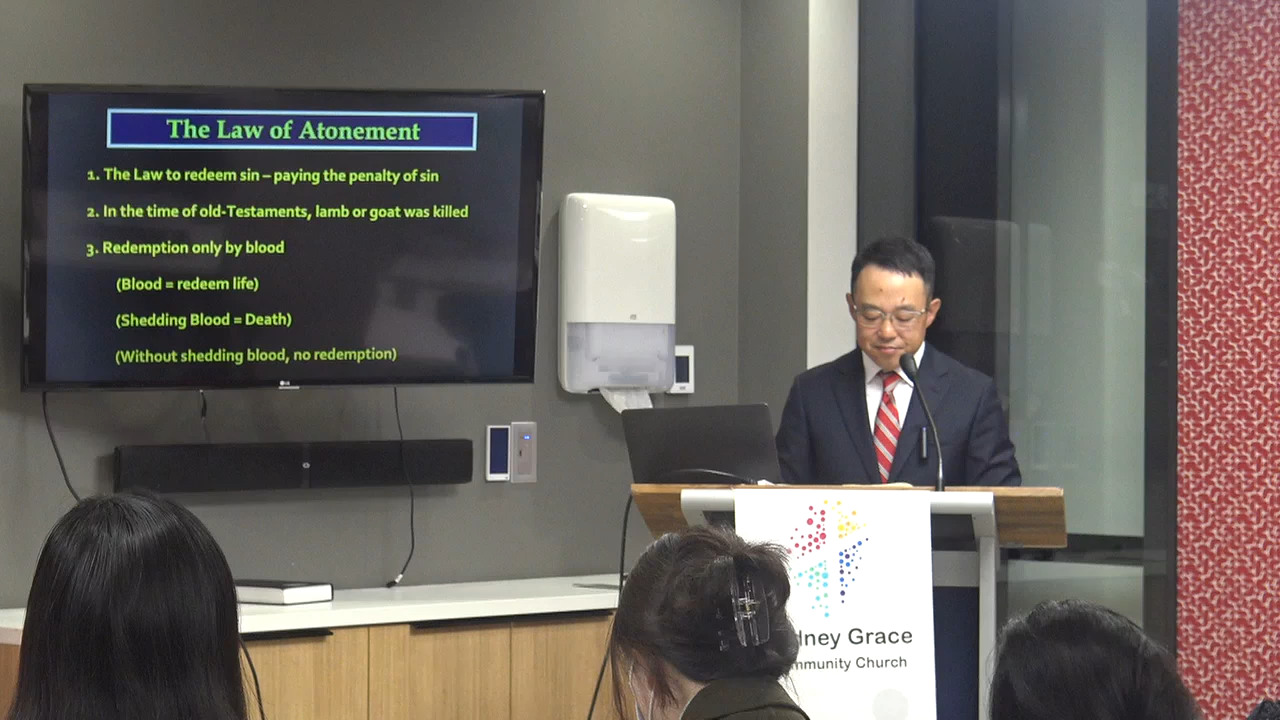 The Law of Atonement
1. The Law to redeem sin – paying the penalty of sin
2. In the time of old-Testaments, lamb or goat was killed
3. Redemption only by blood
(Blood = redeem life)
(Shedding Blood = Death)
(Without shedding blood, no redemption)
LG
dney Grace
mmunity Church